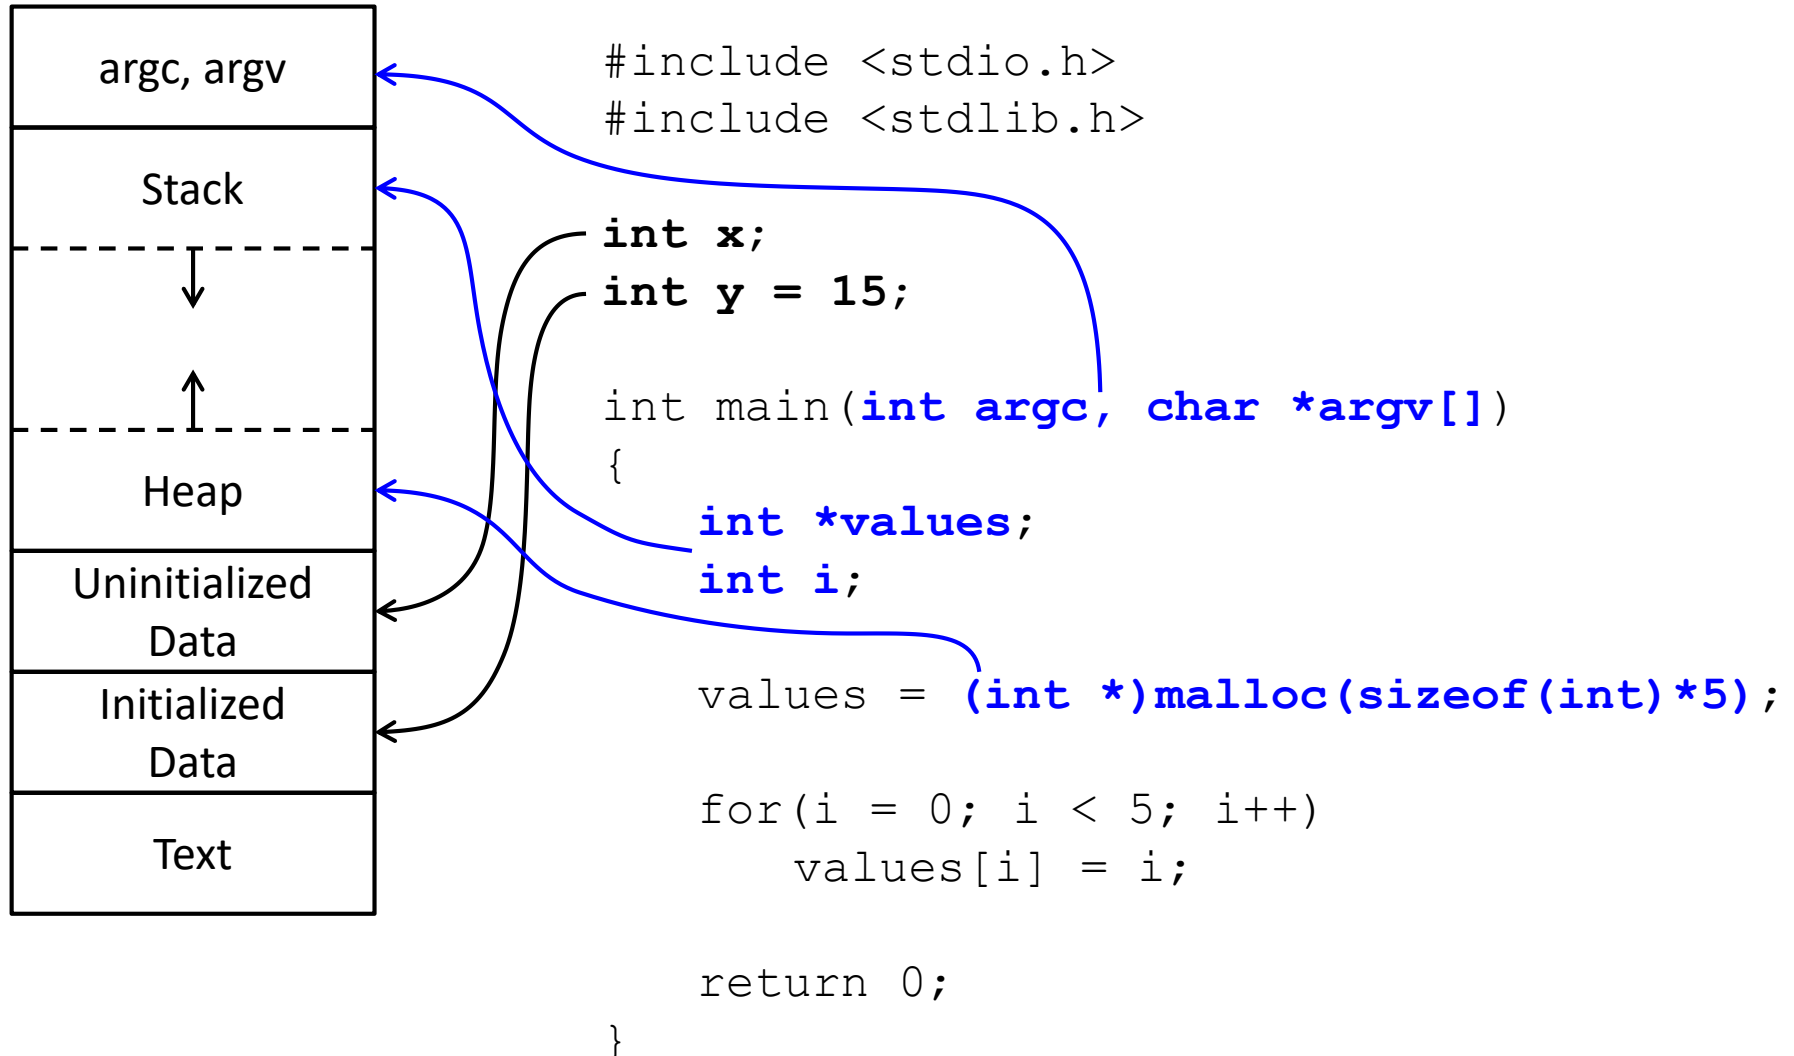 argc, argv
Stack
Heap
Uninitialized
Data
Initialized
Data
Text
#include <stdio.h>
#include <stdlib.h>
int x;
int y = 15;
int main(int argc, char *argv[])
{
int *values;
int i;
values = (int *)malloc(sizeof(int)*5);
for(i = 0; i < 5; i++)
values[i] = i;
return 0;
}